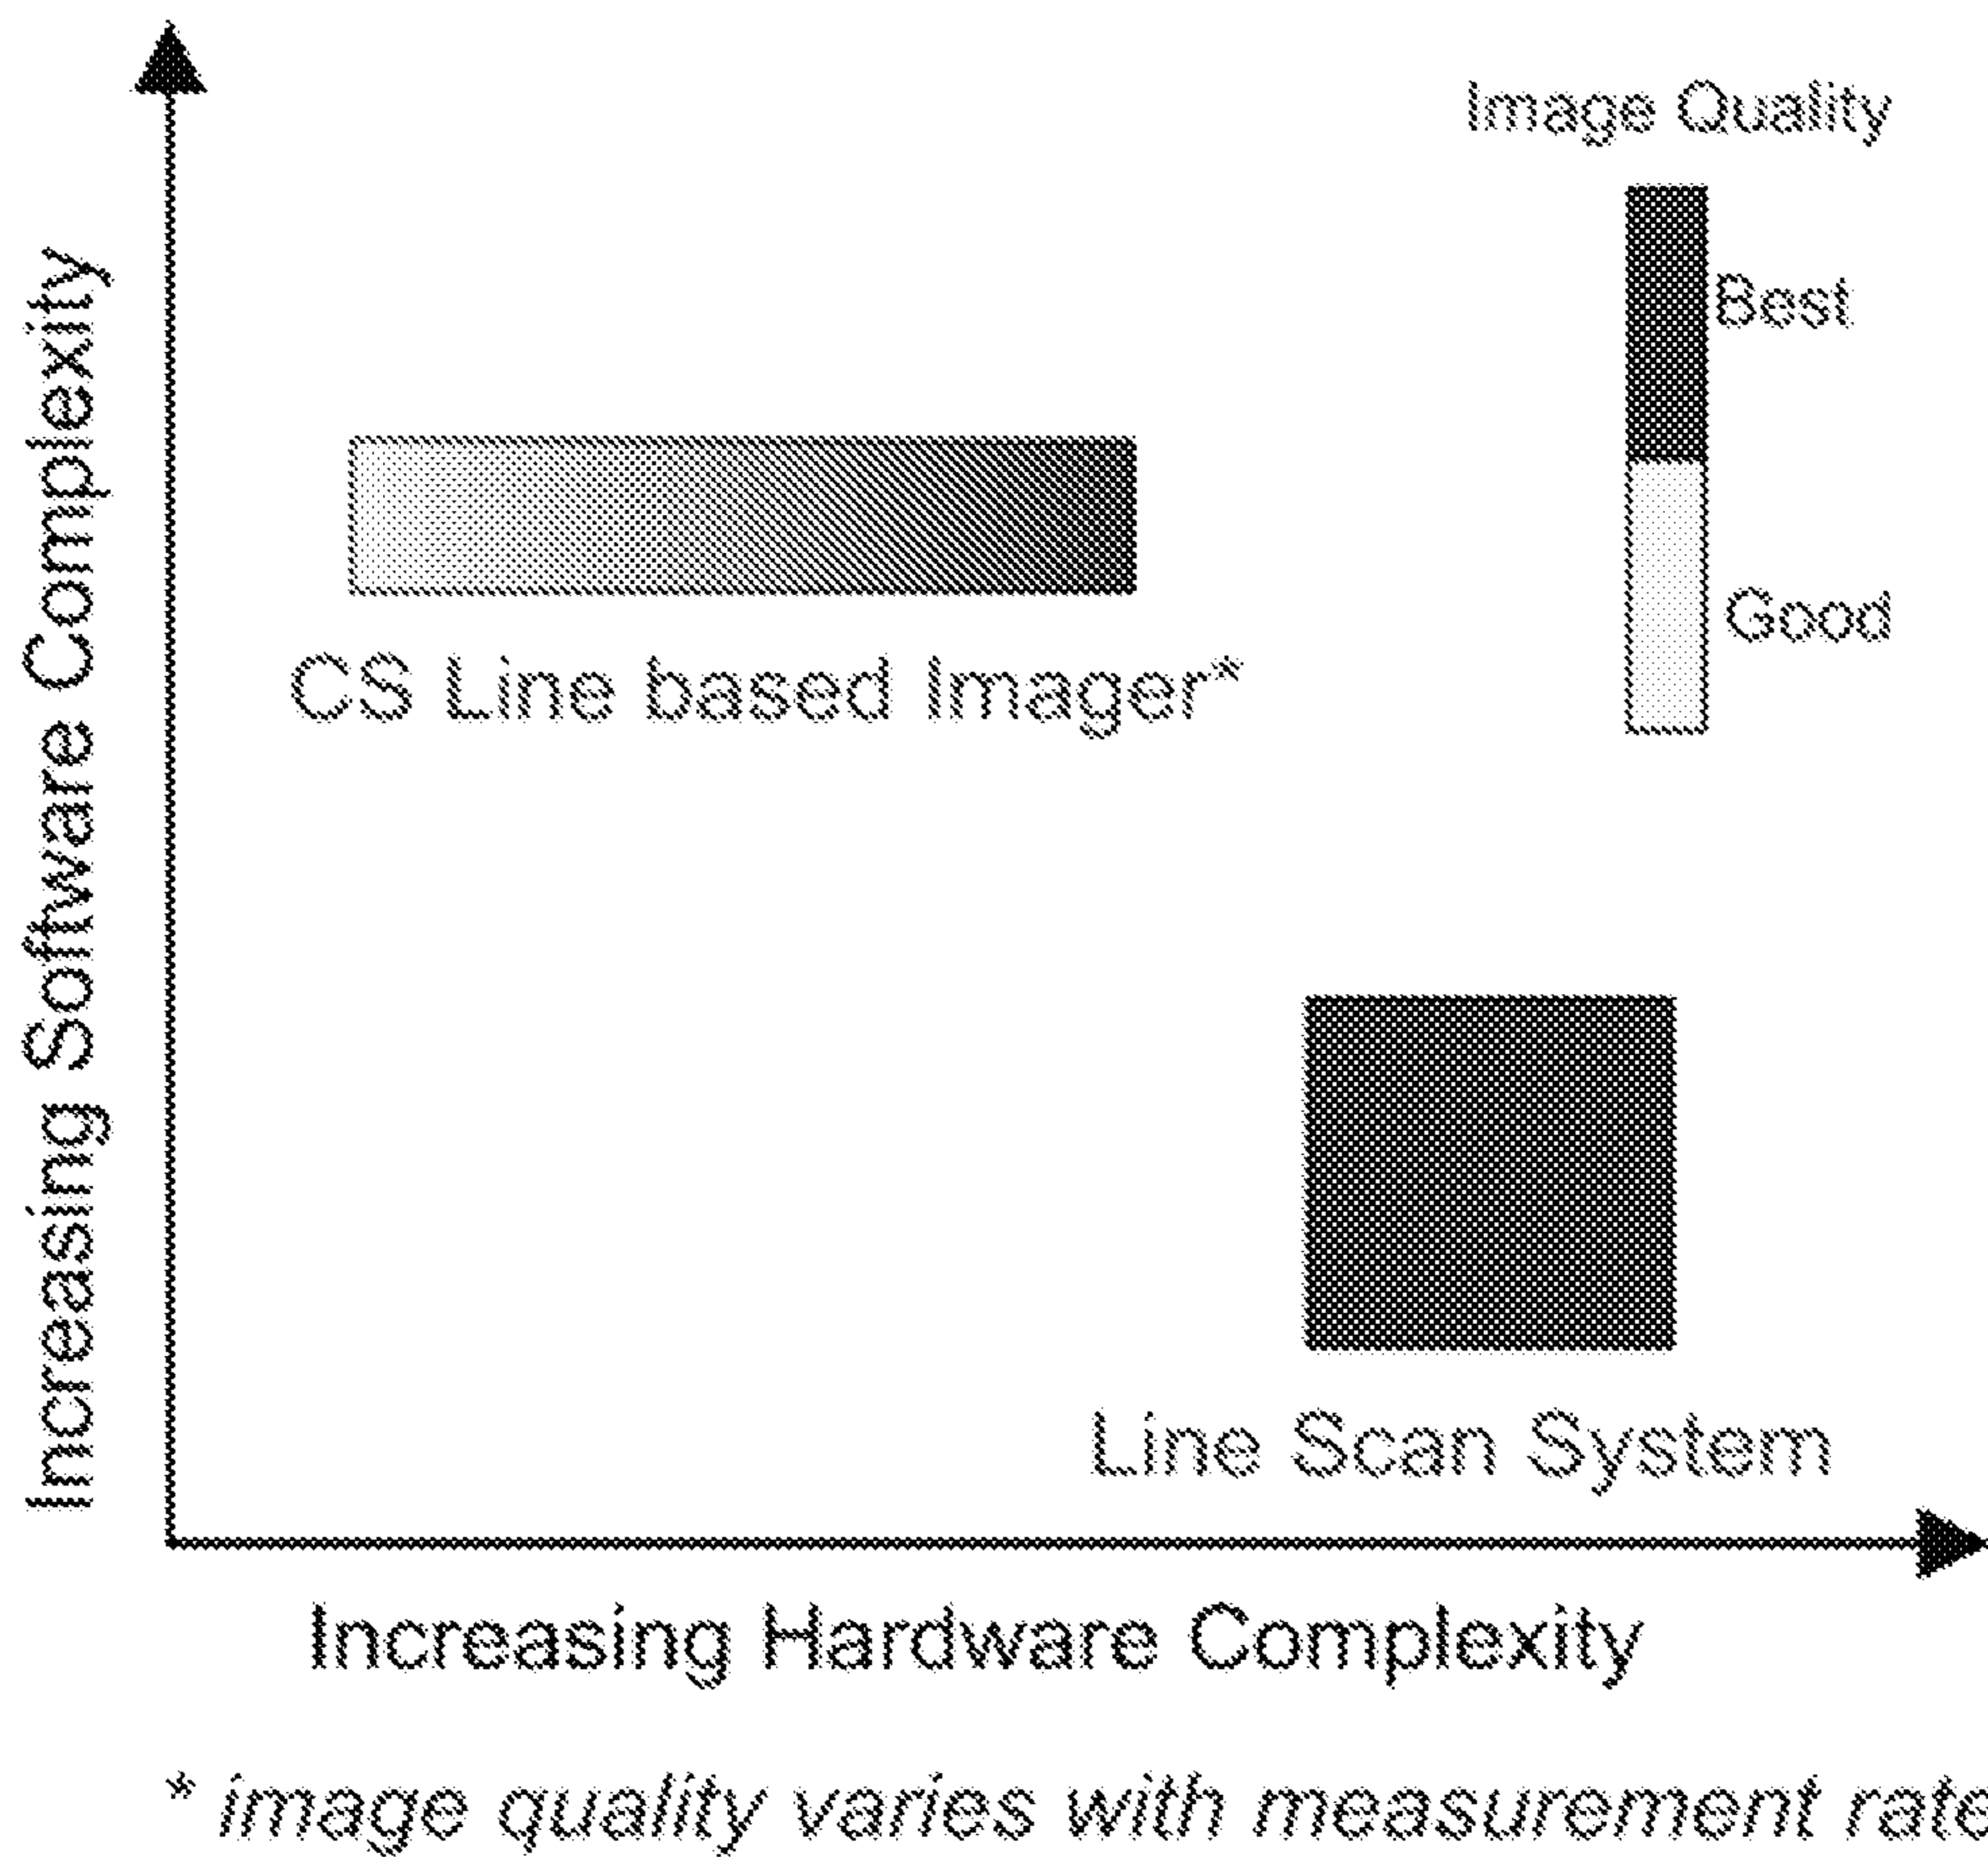 Image Quality
Best
Good
Increasing Software Complexity
CS Line based Imager*
Line Scan System
Increasing Hardware Complexity
* image quality varies with measurement rate